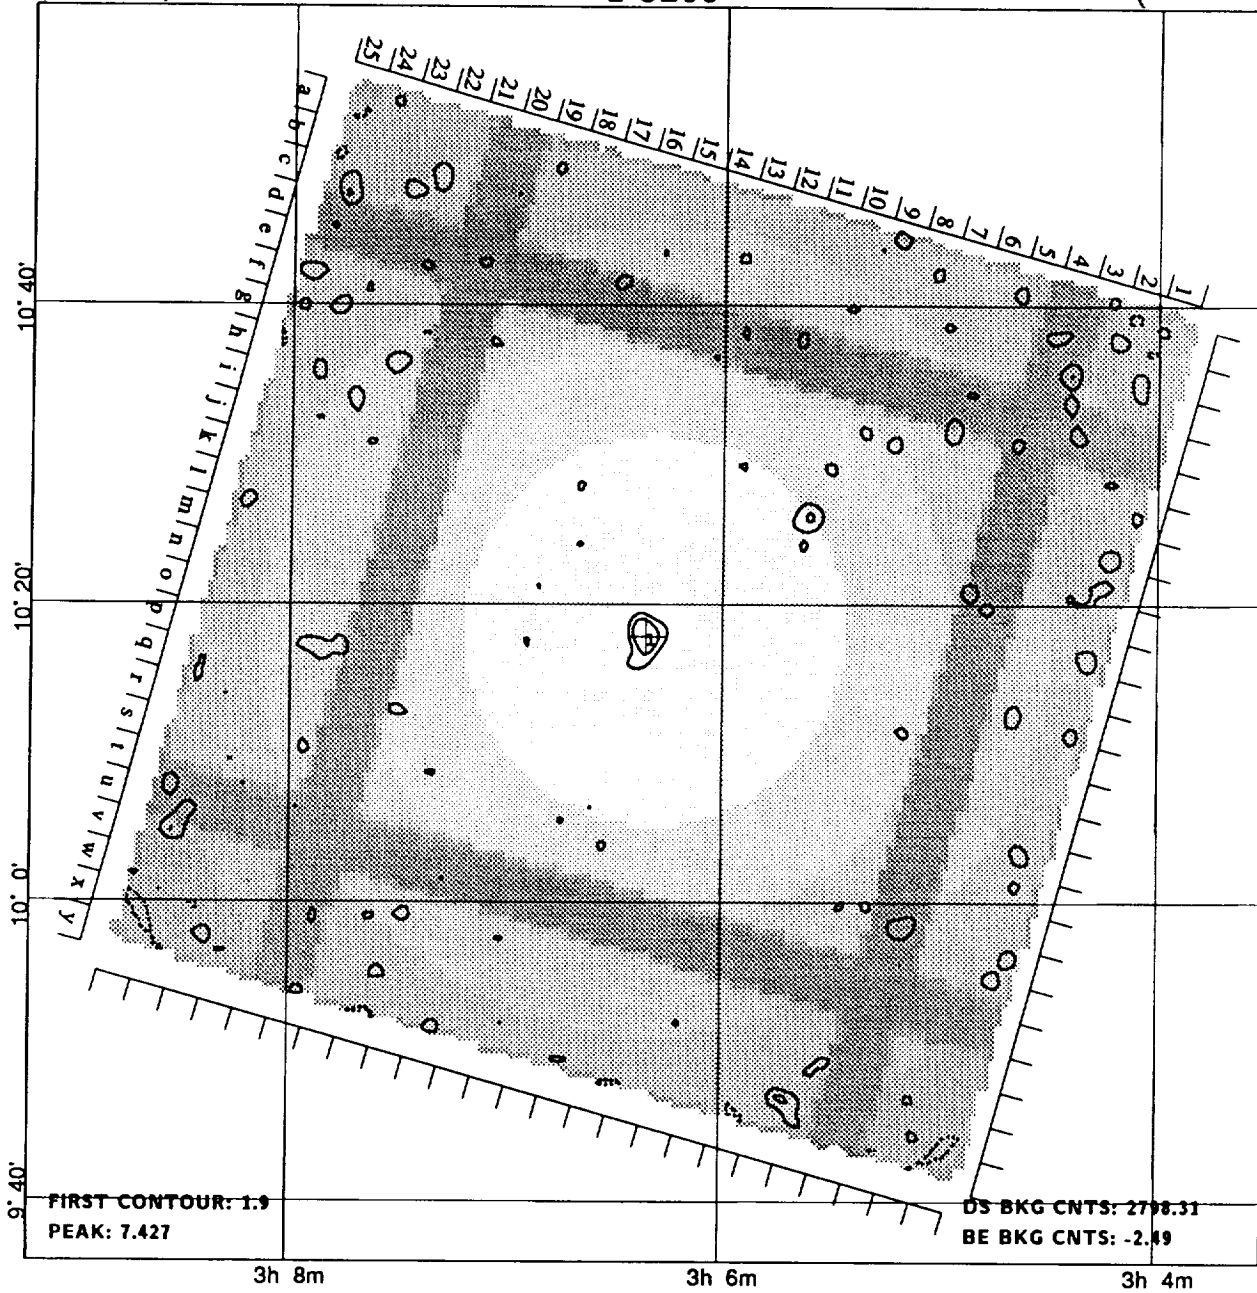 25 24 23 22 21 20 19 18 17 16 15 14 13 12 11 10 9 8 7 6 5 4 3 2 1
a b c d e f g h i j k l m n o p q r s t u v w x y
10° 40'
10° 20'
10° 0'
9° 40'
FIRST CONTOUR: 1.9
PEAK: 7.427
DS BKG CNTS: 2798.31
BE BKG CNTS: -2.49
3h 8m
3h 6m
3h 4m